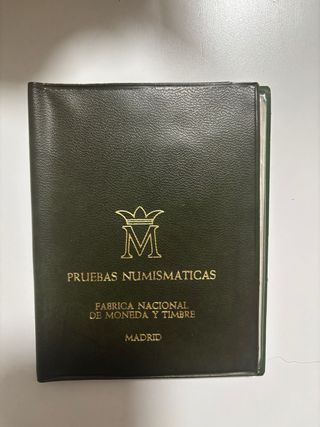 M
PRUEBAS NUMISMATICAS
FABRICA NACIONAL
DE MONEDA Y TIMBRE
MADRID